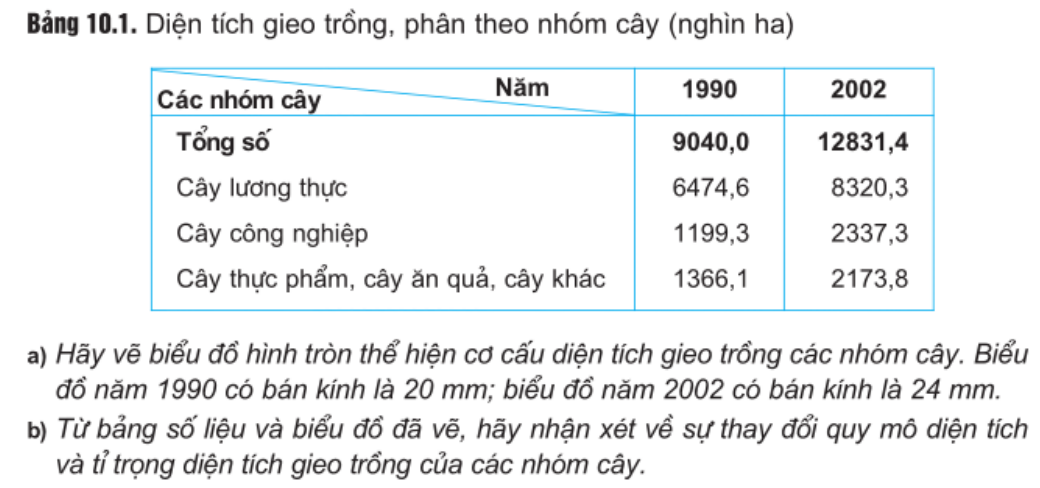 Bảng 10.1. Diện tích gieo trồng, phân theo nhóm cây (nghìn ha)
Năm
Các nhóm cây
1990
2002
Tổng số 9040,0 12831,4
Cây lương thực 6474,6 8320,3
Cây công nghiệp 1199,3 2337,3
Cây thực phẩm, cây ăn quả, cây khác 1366,1 2173,8
a) Hãy vẽ biểu đồ hình tròn thể hiện cơ cấu diện tích gieo trồng các nhóm cây. Biểu
đồ năm 1990 có bán kính là 20 mm; biểu đồ năm 2002 có bán kính là 24 mm.
b) Từ bảng số liệu và biểu đồ đã vẽ, hãy nhận xét về sự thay đổi quy mô diện tích
và tỉ trọng diện tích gieo trồng của các nhóm cây.